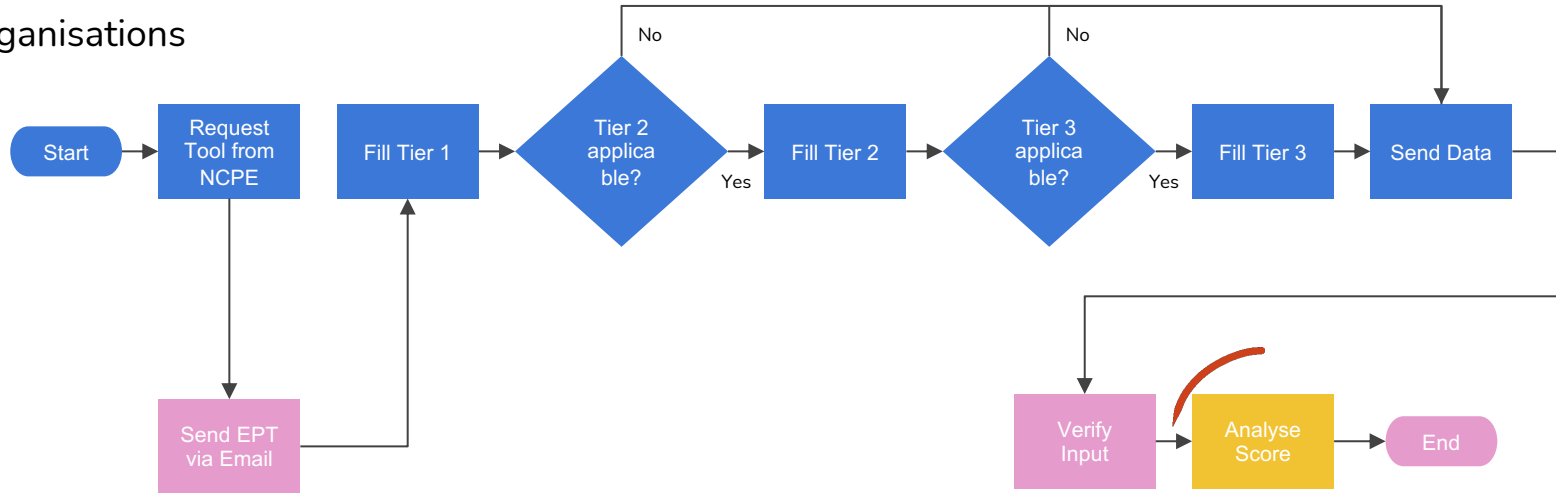 ganisations
No
No
Start
Request
Tool from
NCPE
Fill Tier 1
Tier 2
applica
ble?
Yes
Fill Tier 2
Tier 3
applica
ble?
Yes
Fill Tier 3
Send Data
Send EPT
via Email
Verify
Input
Analyse
Score
End